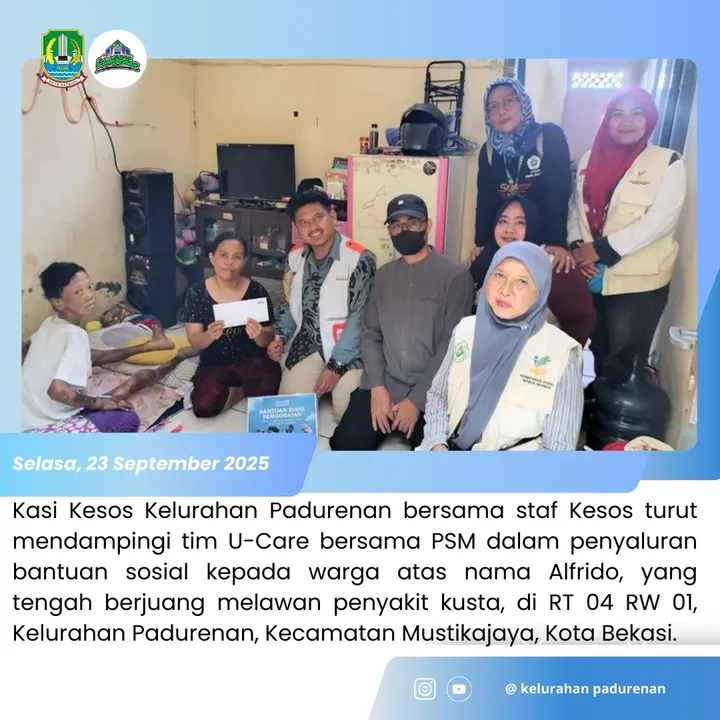 Selasa, 23 September 2025
BANTUAN BIAYA
PENGOBATAN
Kasi Kesos Kelurahan Padurenan bersama staf Kesos turut
mendampingi tim U-Care bersama PSM dalam penyaluran
bantuan sosial kepada warga atas nama Alfrido, yang
tengah berjuang melawan penyakit kusta, di RT 04 RW 01,
Kelurahan Padurenan, Kecamatan Mustikajaya, Kota Bekasi.
@ kelurahan padurenan